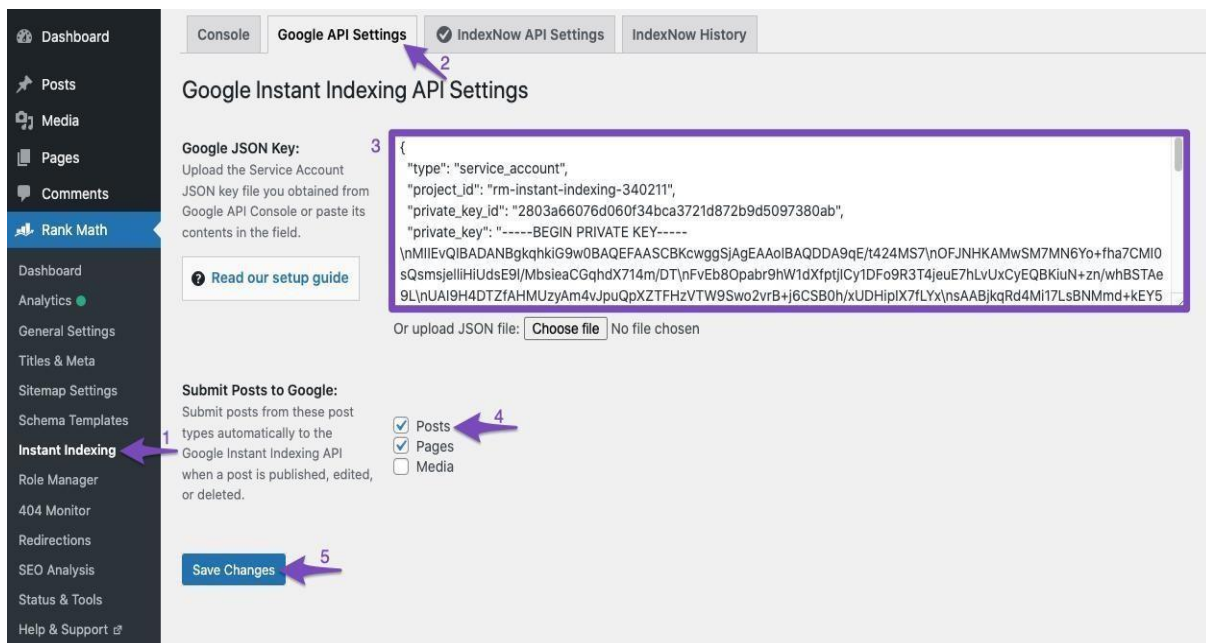 Dashboard
Posts
Media
Pages
Comments
Rank Math
Dashboard
Analytics
General Settings
Titles & Meta
Sitemap Settings
Schema Templates
Instant Indexing
1
Role Manager
404 Monitor
Redirections
SEO Analysis
Status & Tools
Help & Support
Console Google API Settings IndexNow API Settings IndexNow History
2
Google Instant Indexing API Settings
Google JSON Key:
Upload the Service Account
JSON key file you obtained from
Google API Console or paste its
contents in the field.
Read our setup guide
3
{
"type": "service_account",
"project_id": "rm-instant-indexing-340211",
"private_key_id": "2803a66076d060f34bca3721d872b9d5097380ab",
"private_key": "-----BEGIN PRIVATE KEY-----
Or upload JSON file: Choose file No file chosen
Submit Posts to Google:
Submit posts from these post
types automatically to the
Google Instant Indexing API
when a post is published, edited,
or deleted.
Posts 4
Pages
Media
Save Changes 5